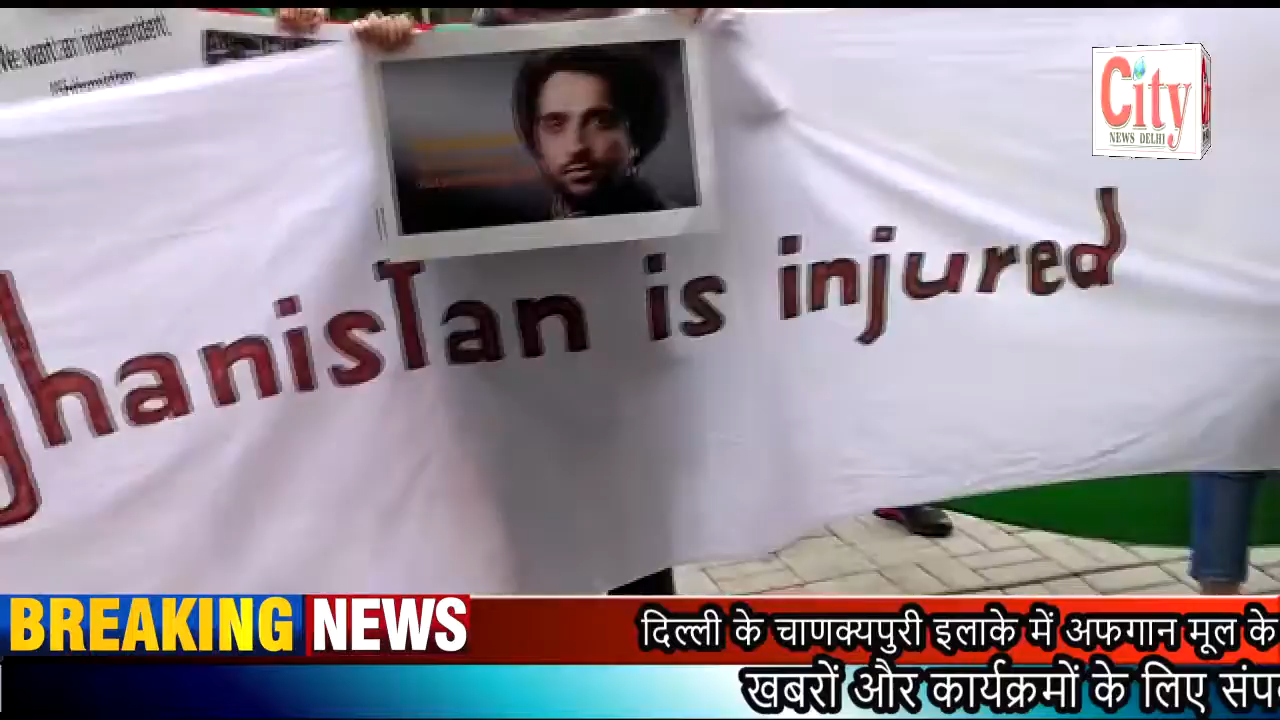 We want an independent
City
NEWS DELHI
ghanistan is injured
BREAKING NEWS
दिल्ली के चाणक्यपुरी इलाके में अफगान मूल के
खबरों और कार्यक्रमों के लिए संप